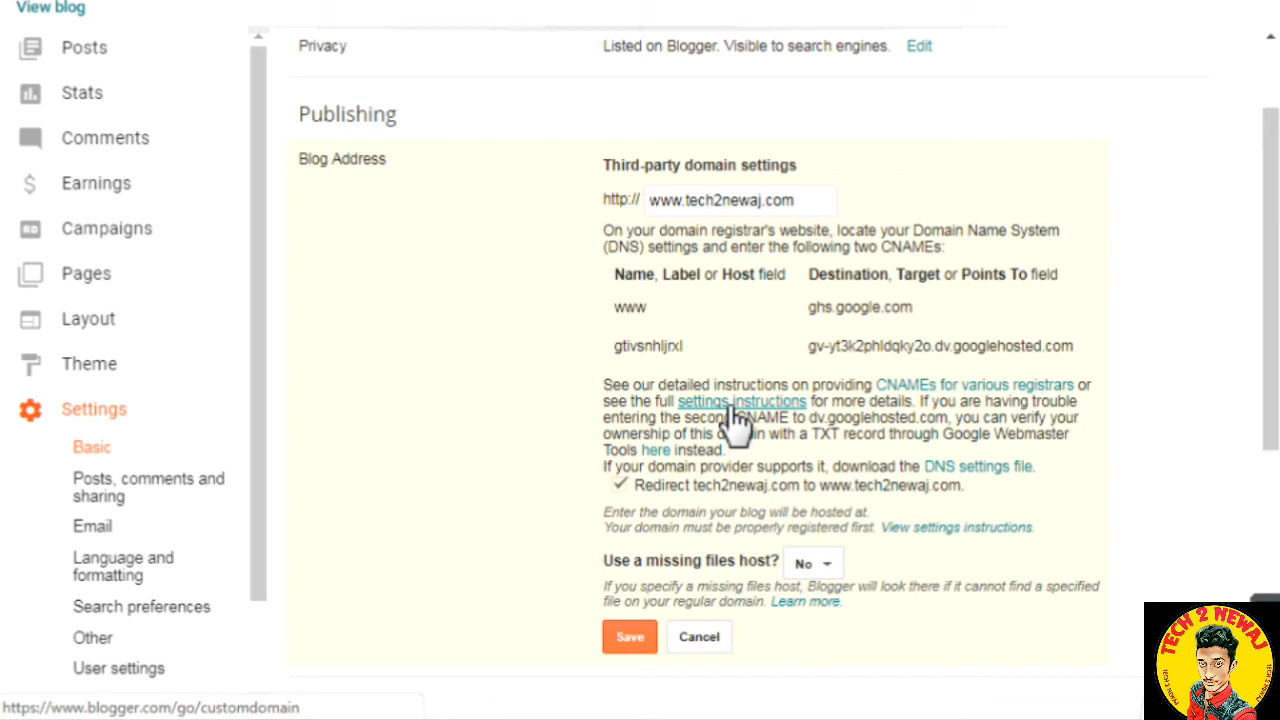 View blog
Posts
Stats
Comments
Earnings
Campaigns
Pages
Layout
Theme
Settings
Basic
Posts, comments and
sharing
Email
Language and
formatting
Search preferences
Other
User settings
Privacy
Listed on Blogger. Visible to search engines. Edit
Publishing
Blog Address
Third-party domain settings
http:// www.tech2newaj.com
On your domain registrar's website, locate your Domain Name System
(DNS) settings and enter the following two CNAMEs:
Name, Label or Host field Destination, Target or Points To field
www ghs.google.com
gtivsnhljrxl gv-yt3k2phldqky2o.dv.googlehosted.com
See our detailed instructions on providing CNAMEs for various registrars or
see the full settings instructions for more details. If you are having trouble
entering the second CNAME to dv.googlehosted.com, you can verify your
ownership of this domain with a TXT record through Google Webmaster
Tools here instead.
If your domain provider supports it, download the DNS settings file.
Redirect tech2newaj.com to www.tech2newaj.com.
Enter the domain your blog will be hosted at.
Your domain must be properly registered first. View settings instructions.
Use a missing files host? No
If you specify a missing files host, Blogger will look there if it cannot find a specified
file on your regular domain. Learn more.
Save Cancel
https://www.blogger.com/go/customdomain
TECH 2 NEWAJ